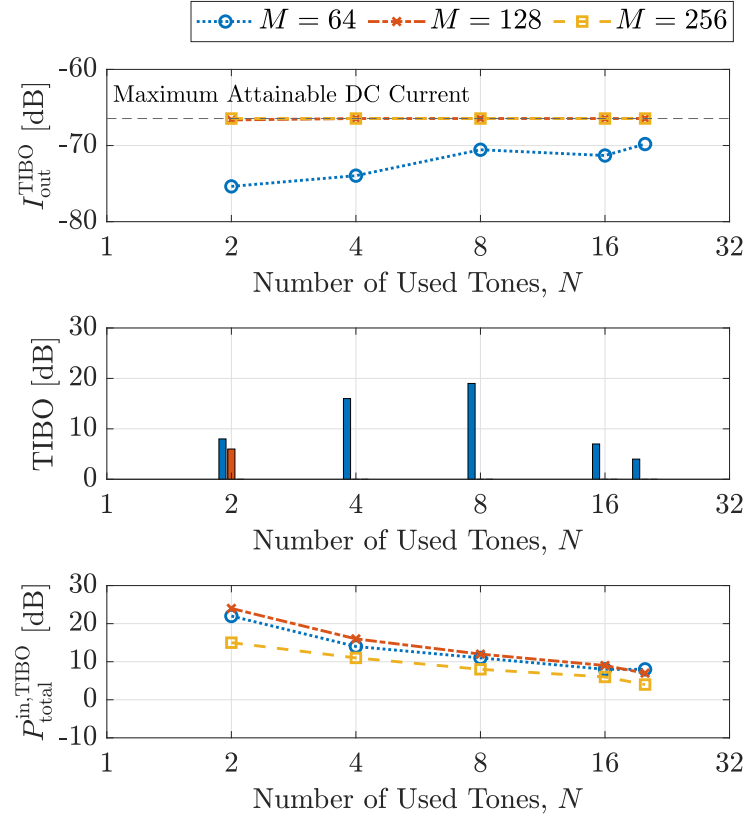 M = 64 M = 128 M = 256
-60
Maximum Attainable DC Current
-70
-80
I_out^TIBO [dB]
1 2 4 8 16 32
Number of Used Tones, N
30
20
10
0
TIBO [dB]
1 2 4 8 16 32
Number of Used Tones, N
30
20
10
0
-10
P_total^in,TIBO [dB]
1 2 4 8 16 32
Number of Used Tones, N